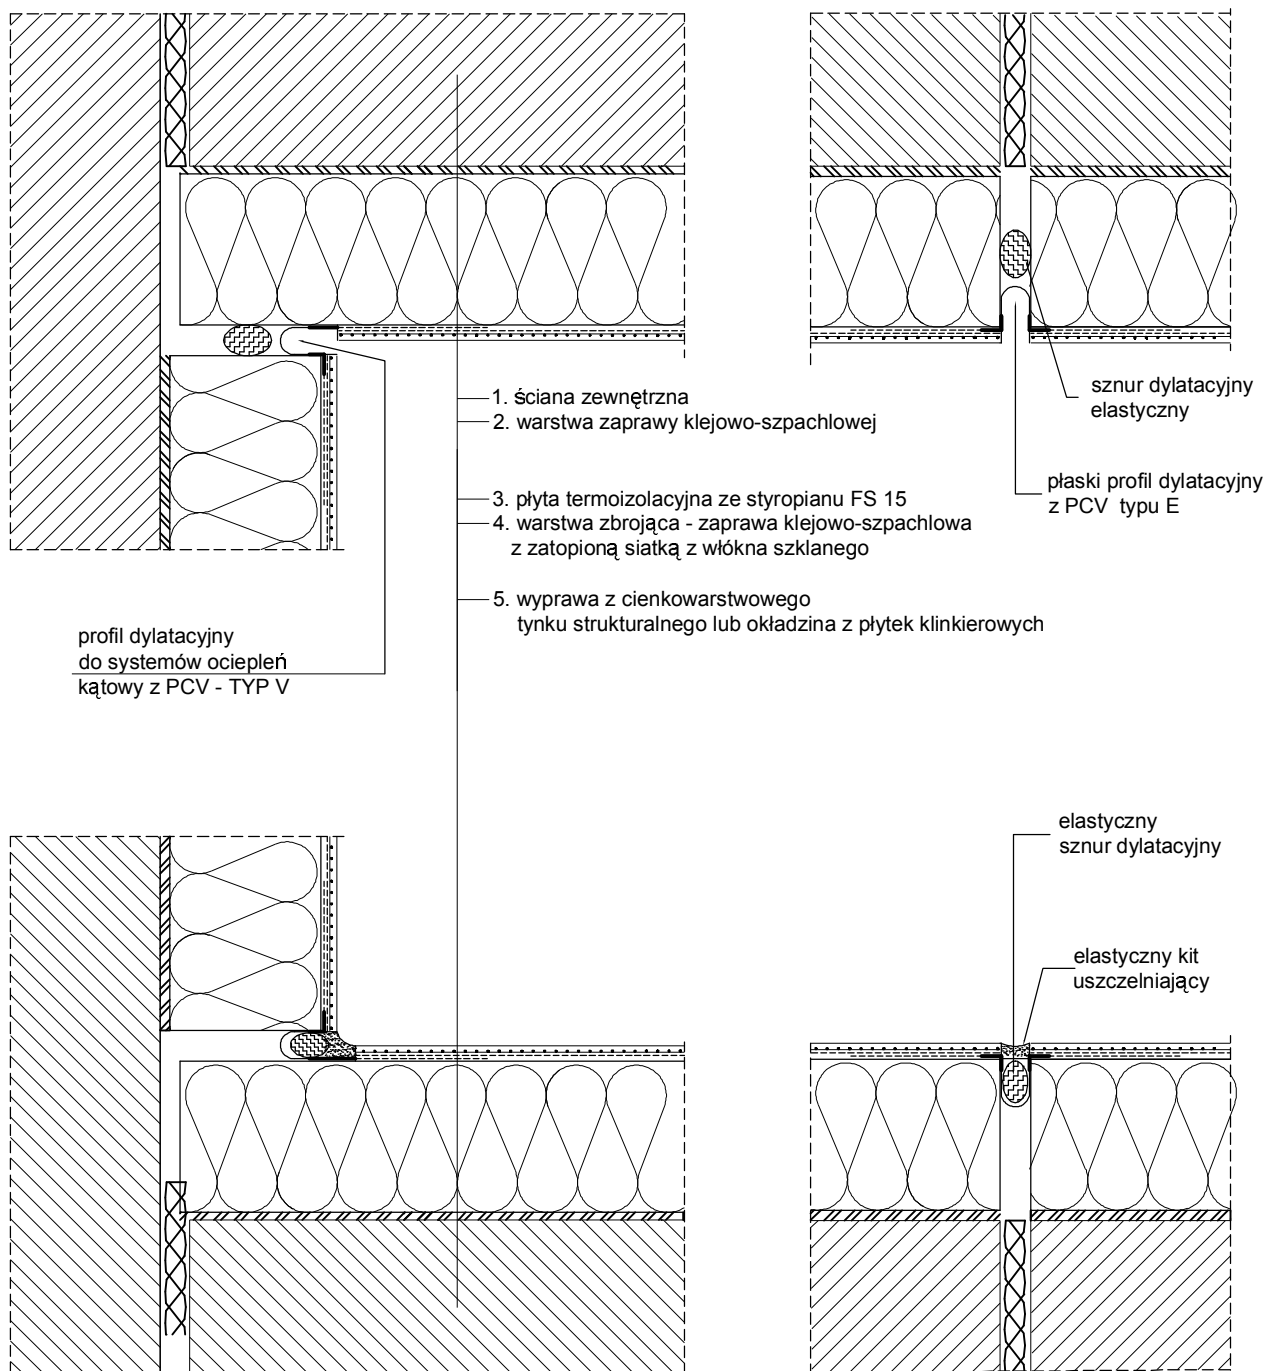 1. ściana zewnętrzna
2. warstwa zaprawy klejowo-szpachlowej
3. płyta termoizolacyjna ze styropianu FS 15
4. warstwa zbrojąca - zaprawa klejowo-szpachlowa
z zatopioną siatką z włókna szklanego
5. wyprawa z cienkowarstwowego
tynku strukturalnego lub okładzina z płytek klinkierowych
profil dylatacyjny
do systemów ociepleń
kątowy z PCV - TYP V
sznur dylatacyjny
elastyczny
płaski profil dylatacyjny
z PCV typu E
elastyczny
sznur dylatacyjny
elastyczny kit
uszczelniający